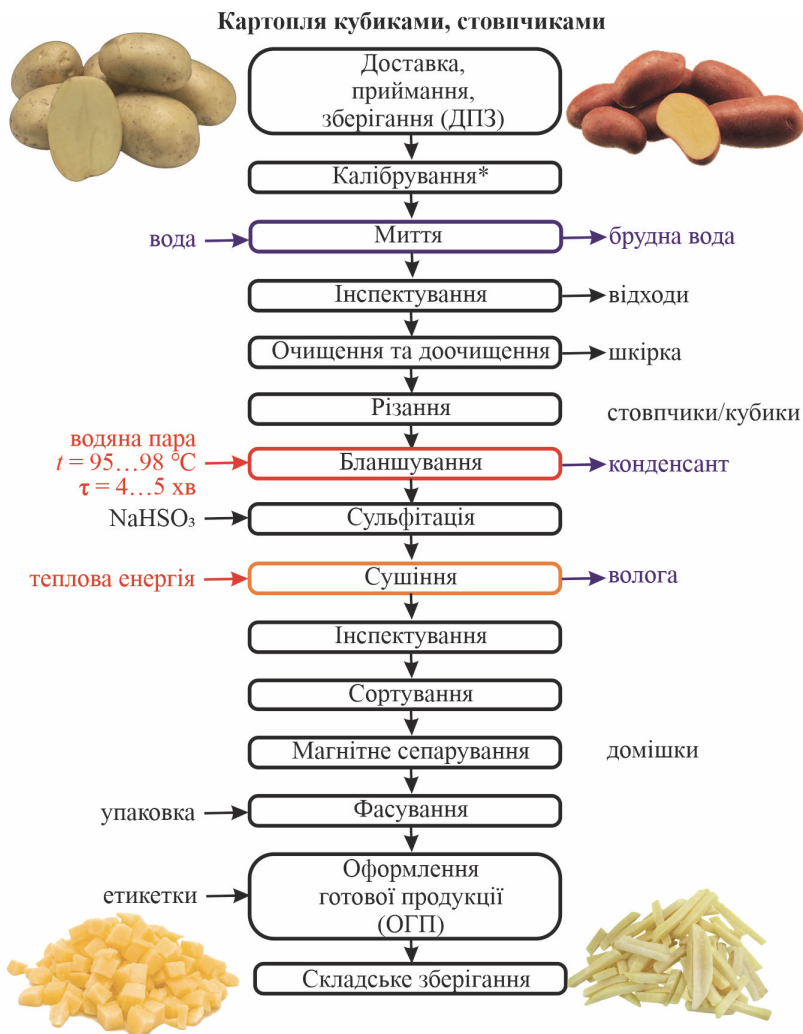 Картопля кубиками, стовпчиками
Доставка,
приймання,
зберігання (ДПЗ)
Калібрування*
вода
Миття
брудна вода
Інспектування
відходи
Очищення та доочищення
шкірка
Різання
стовпчики/кубики
водяна пара
t = 95…98 °C
τ = 4…5 хв
Бланшування
конденсант
NaHSO₃
Сульфітація
теплова енергія
Сушіння
волога
Інспектування
Сортування
Магнітне сепарування
домішки
упаковка
Фасування
етикетки
Оформлення
готової продукції
(ОГП)
Складське зберігання